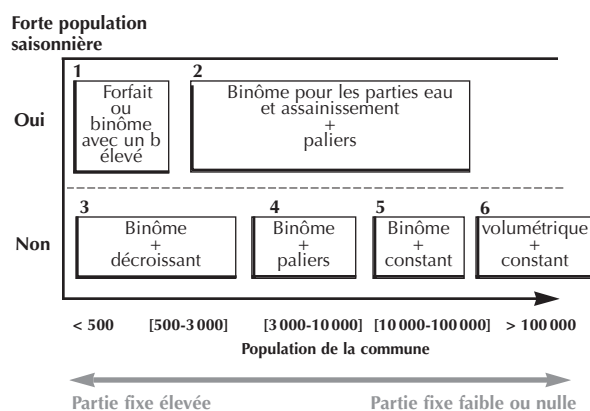 Forte population
saisonnière
Oui
1
Forfait
ou
binôme
avec un b
élevé
2
Binôme pour les parties eau
et assainissement
+
paliers
Non
3
Binôme
+
décroissant
4
Binôme
+
paliers
5
Binôme
+
constant
6
volumétrique
+
constant
< 500 [500-3 000] [3 000-10 000] [10 000-100 000] > 100 000
Population de la commune
Partie fixe élevée Partie fixe faible ou nulle